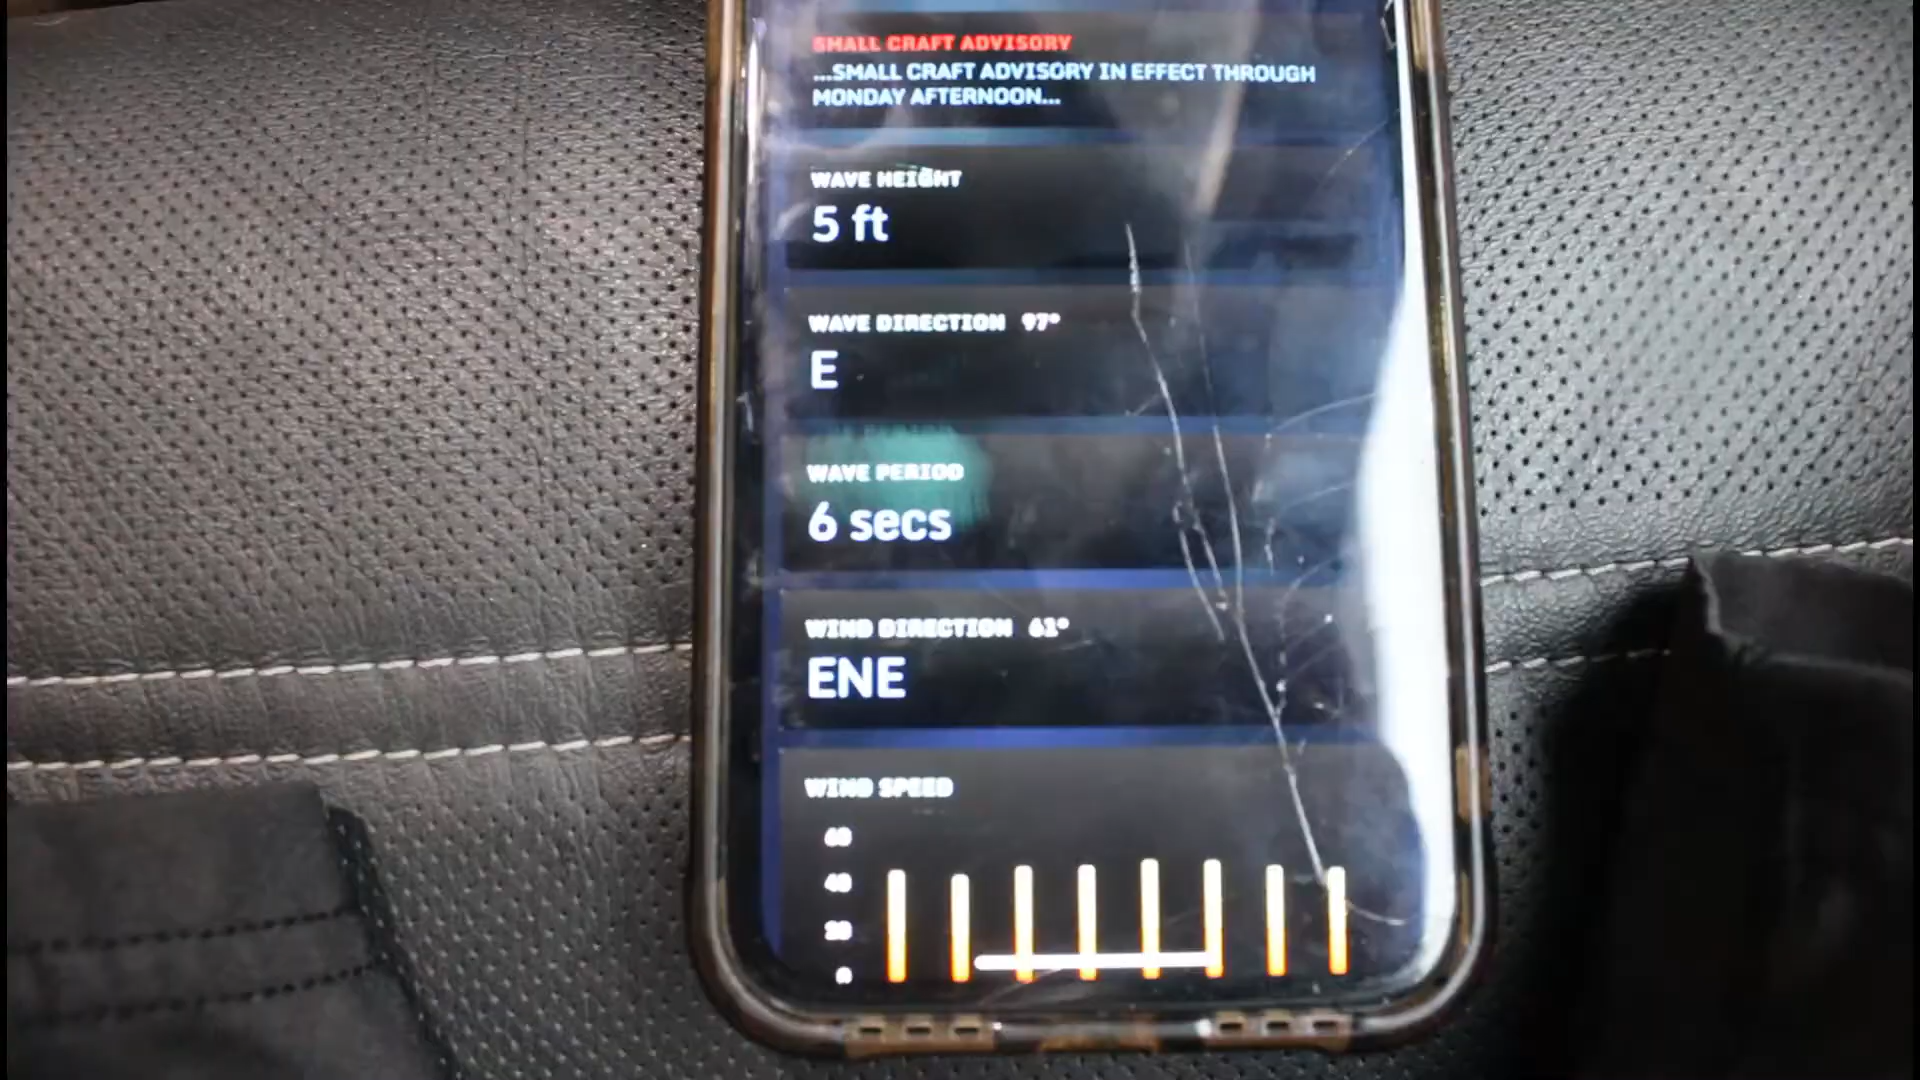 SMALL CRAFT ADVISORY
...SMALL CRAFT ADVISORY IN EFFECT THROUGH
MONDAY AFTERNOON...
WAVE HEIGHT
5 ft
WAVE DIRECTION 97°
E
WAVE PERIOD
6 secs
WIND DIRECTION 61°
ENE
WIND SPEED
60
40
20
0